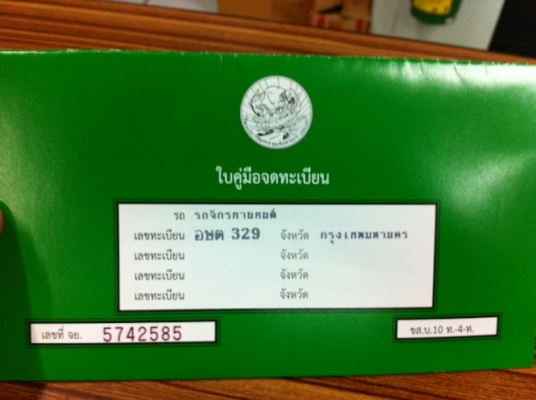 ใบคู่มือจดทะเบียน
รถ รถจักรยานยนต์
เลขทะเบียน อษต 329 จังหวัด กรุงเทพมหานคร
เลขทะเบียน จังหวัด
เลขทะเบียน จังหวัด
เลขทะเบียน จังหวัด
เลขที่ จย. 5742585
ขส.บ.10 ท.-4-ท.